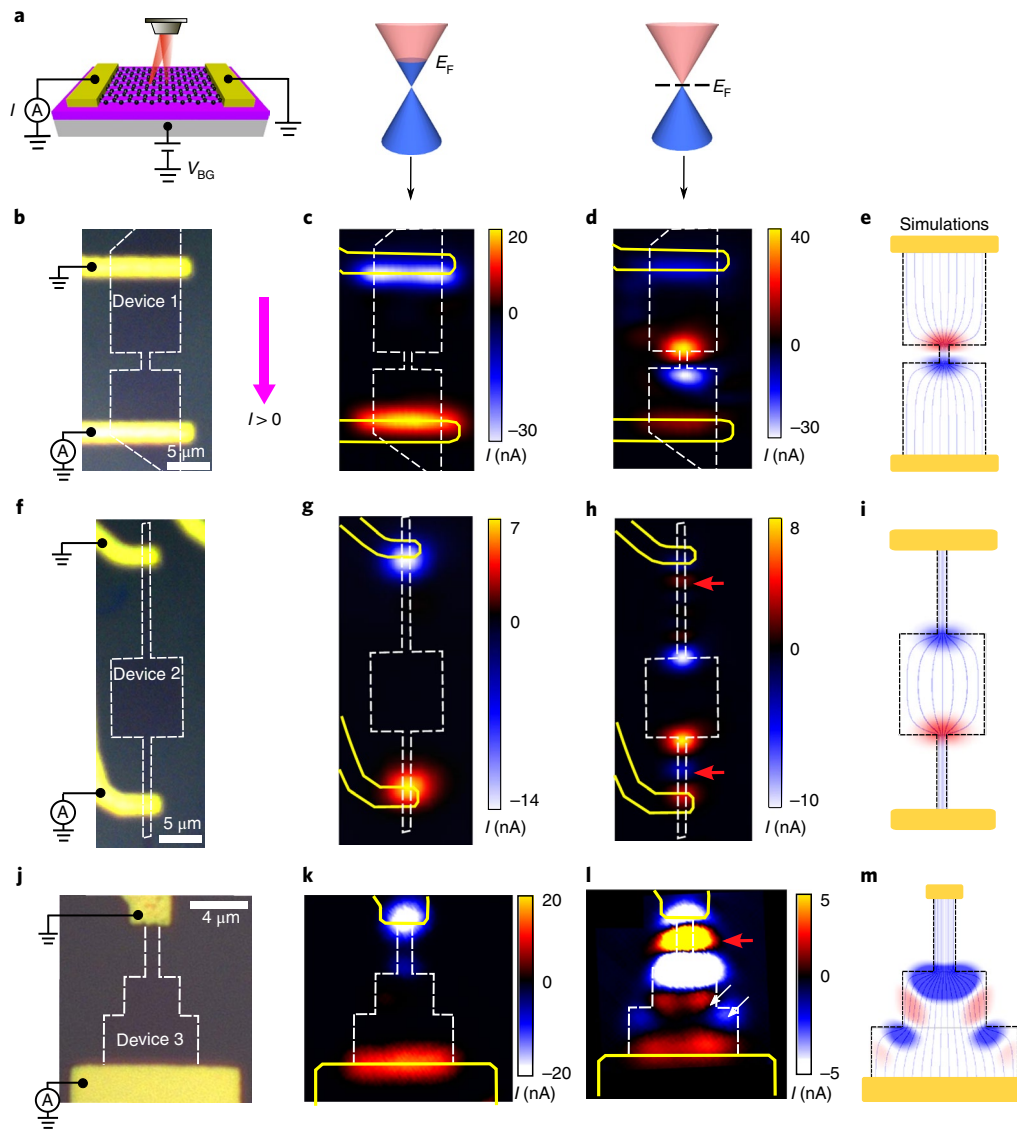 a
I
A
V_BG
E_F
E_F
b
Device 1
A
5 μm
I > 0
c
20
0
−30
I (nA)
d
40
0
−30
I (nA)
e
Simulations
f
Device 2
A
5 μm
g
7
0
−14
I (nA)
h
8
0
−10
I (nA)
i
j
4 μm
Device 3
A
k
20
0
−20
I (nA)
l
5
0
−5
I (nA)
m